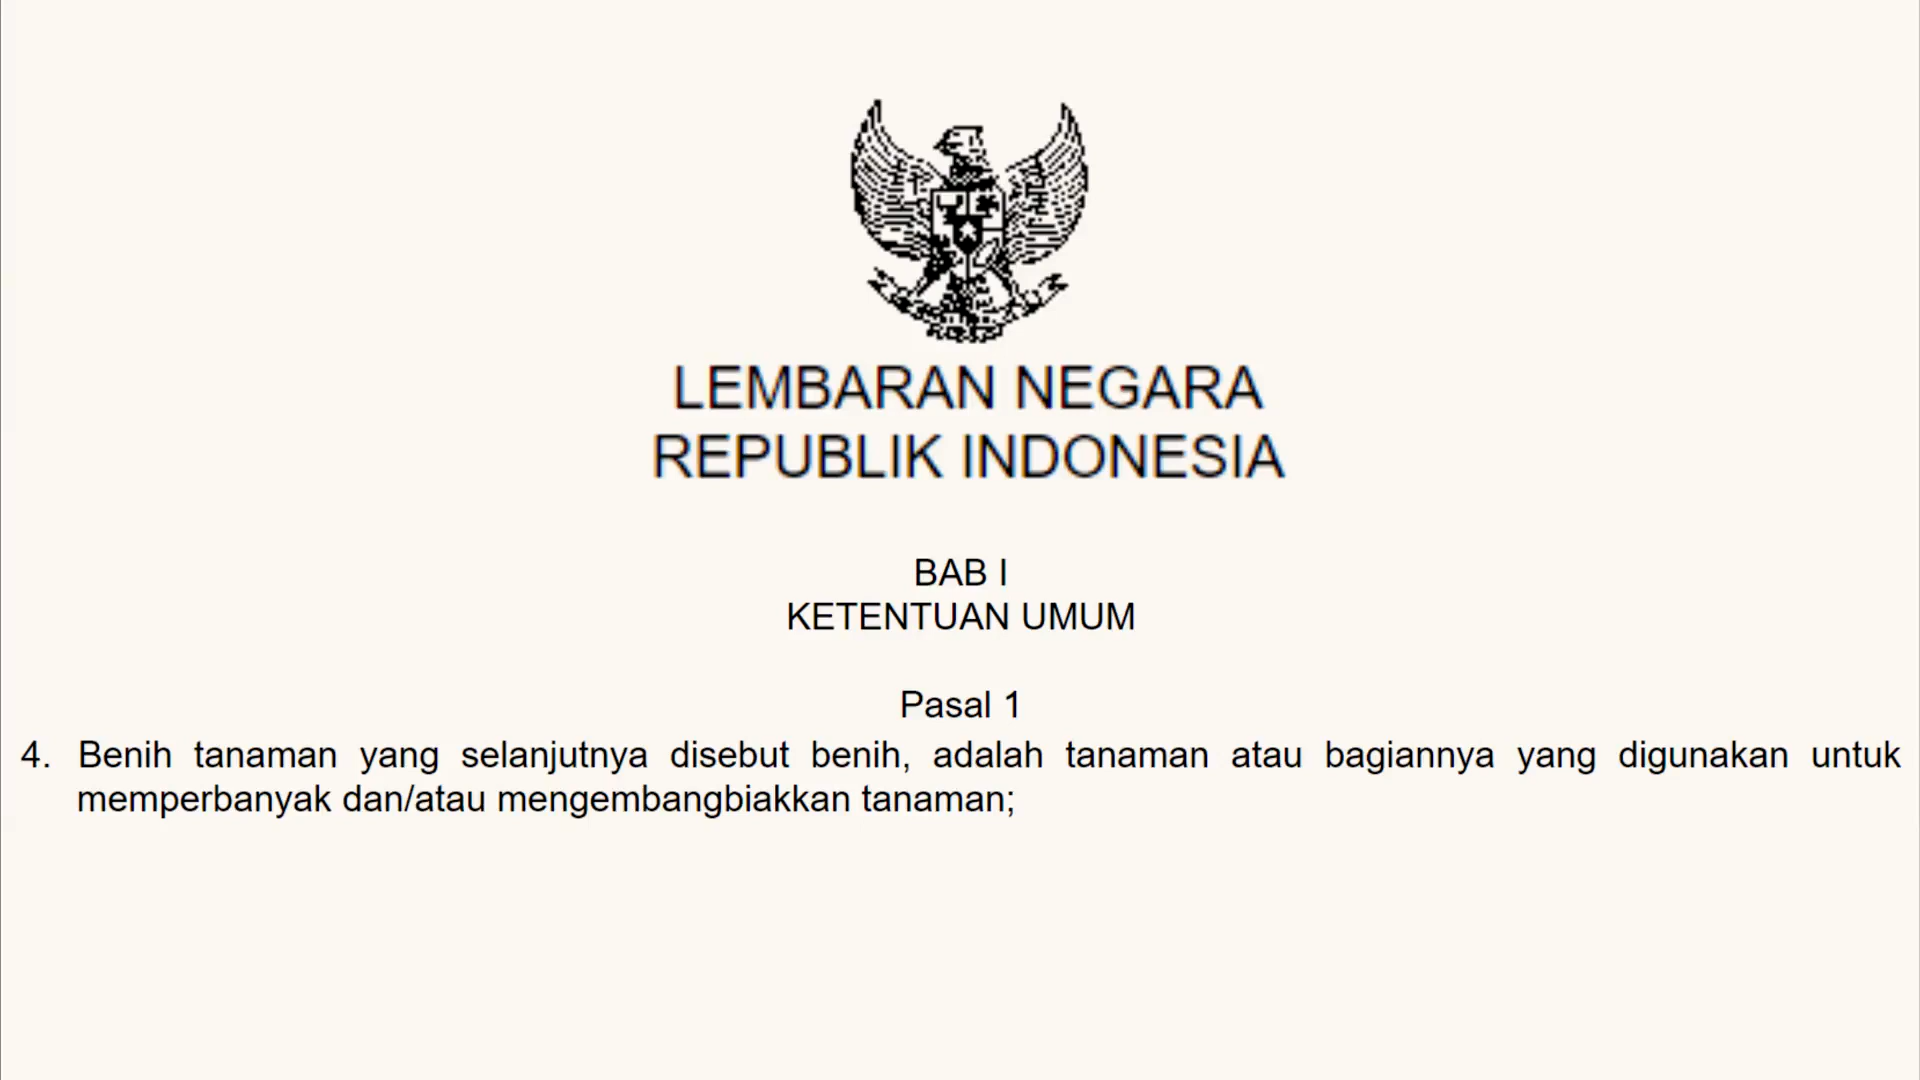 LEMBARAN NEGARA
REPUBLIK INDONESIA
BAB I
KETENTUAN UMUM
Pasal 1
4. Benih tanaman yang selanjutnya disebut benih, adalah tanaman atau bagiannya yang digunakan untuk
memperbanyak dan/atau mengembangbiakkan tanaman;